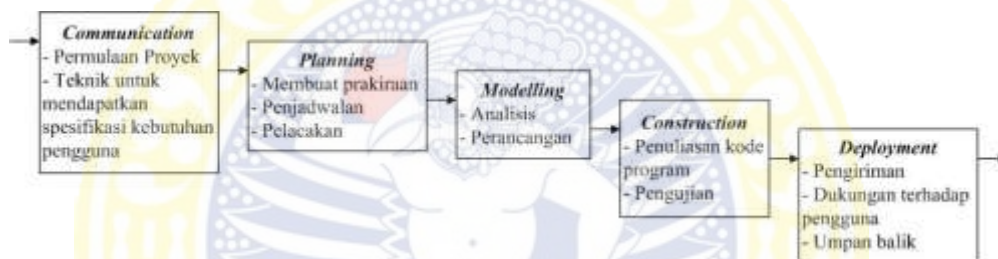 Communication
- Permulaan Proyek
- Teknik untuk
mendapatkan
spesifikasi kebutuhan
pengguna
Planning
- Membuat prakiraan
- Penjadwalan
- Pelacakan
Modelling
- Analisis
- Perancangan
Construction
- Penuliasan kode
program
- Pengujian
Deployment
- Pengiriman
- Dukungan terhadap
pengguna
- Umpan balik